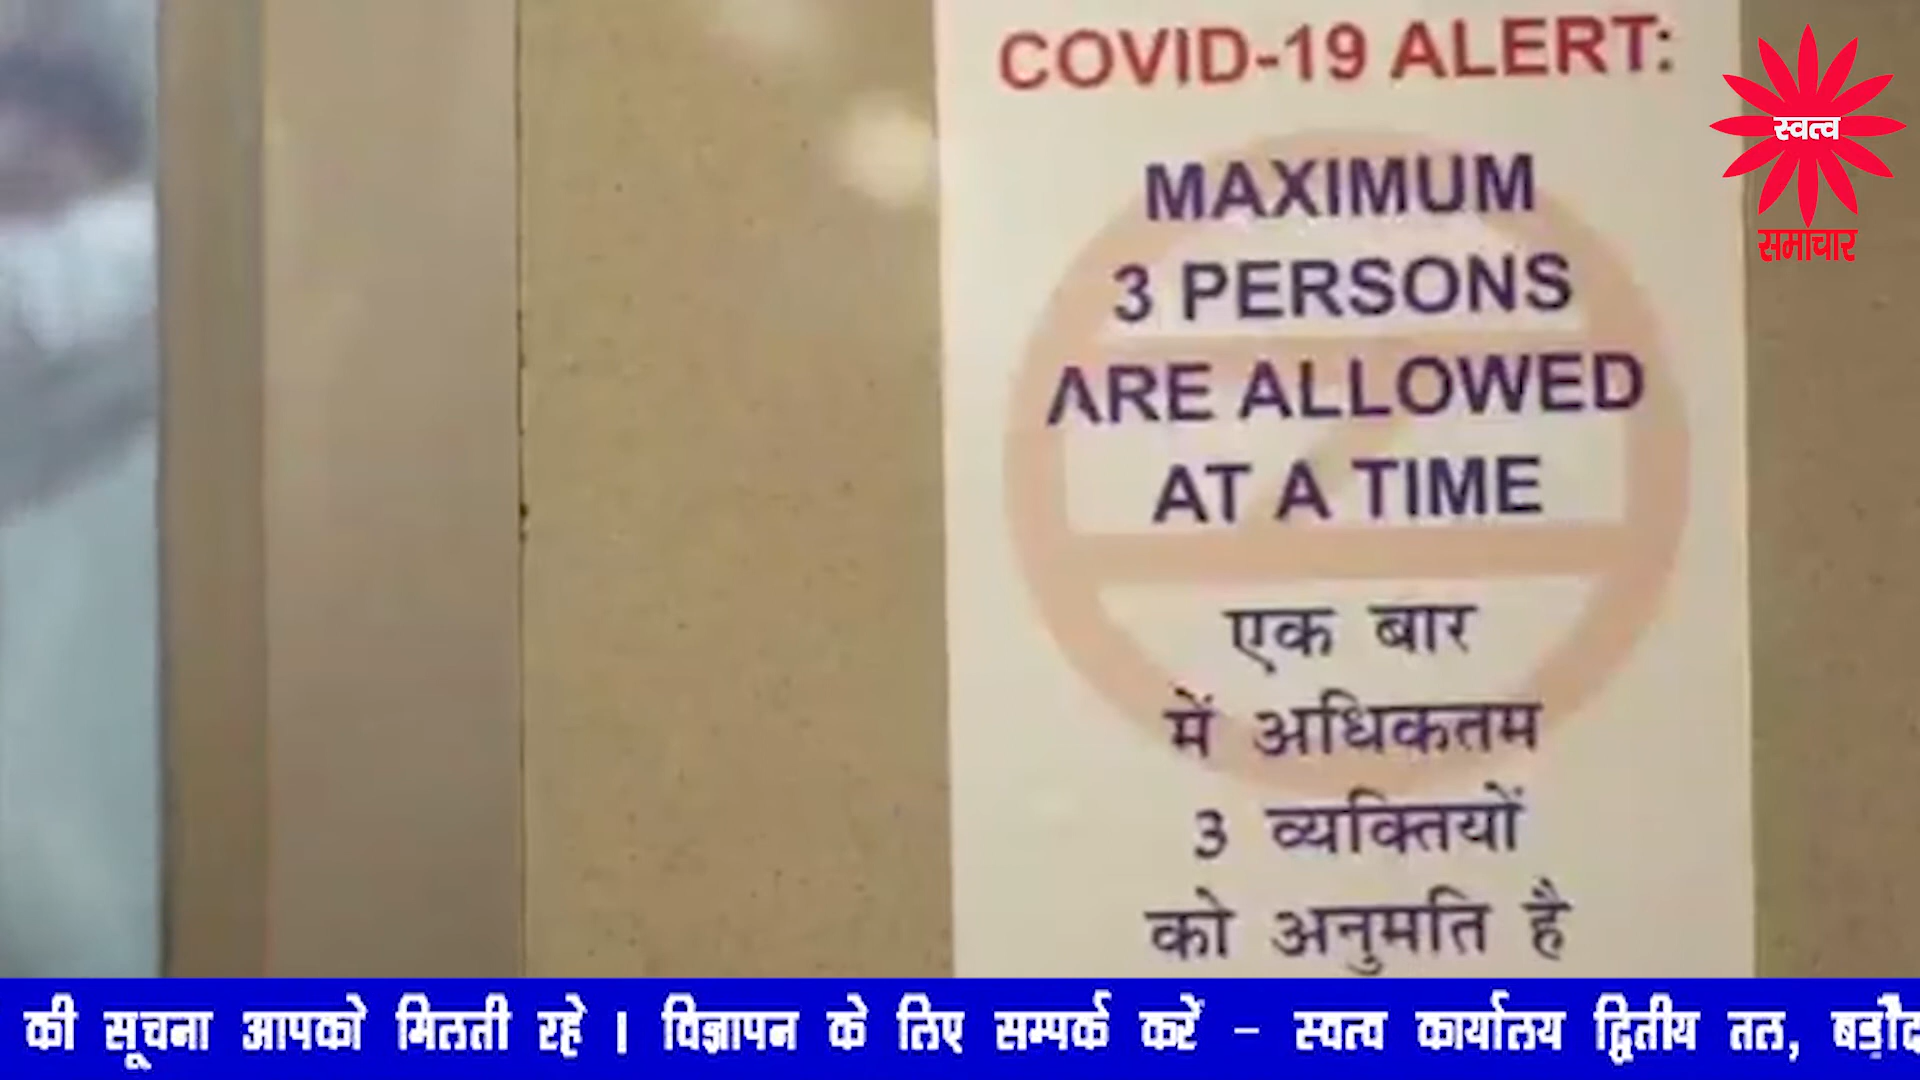 COVID-19 ALERT:
स्वत्व
समाचार
MAXIMUM
3 PERSONS
ARE ALLOWED
AT A TIME
एक बार
में अधिकतम
3 व्यक्तियों
को अनुमति है
की सूचना आपको मिलती रहे । विज्ञापन के लिए सम्पर्क करें - स्वत्व कार्यालय द्वितीय तल,